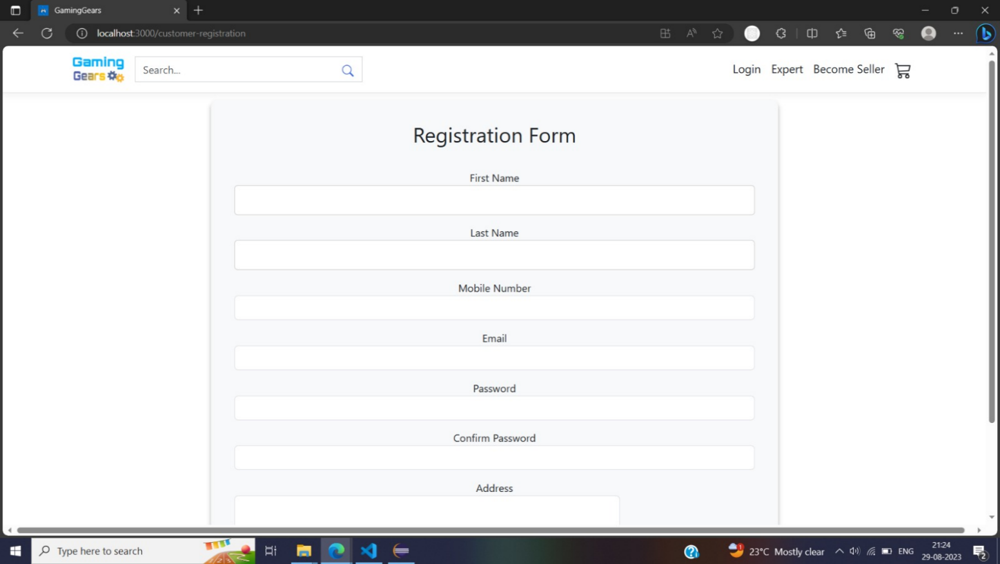 GamingGears
localhost:3000/customer-registration
Gaming
Gears
Search...
Login Expert Become Seller
Registration Form
First Name
Last Name
Mobile Number
Email
Password
Confirm Password
Address
Type here to search
1
23°C Mostly clear
ENG
21:24
29-08-2023
2